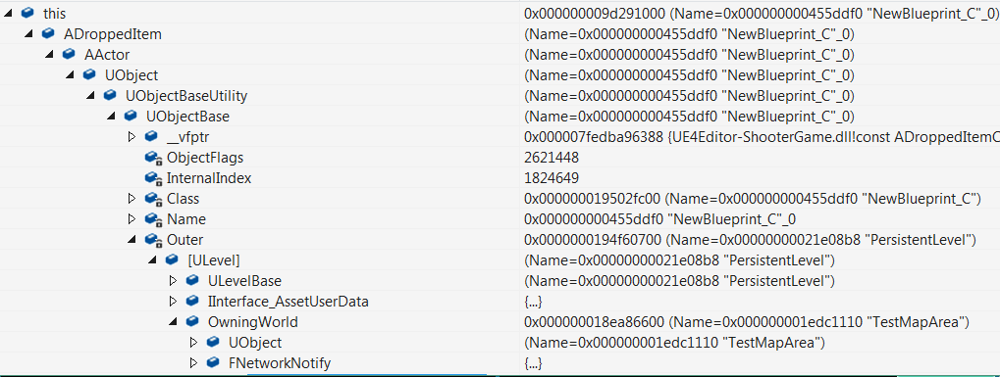 this 0x000000009d291000 (Name=0x000000000455ddf0 "NewBlueprint_C"_0)
ADroppedItem (Name=0x000000000455ddf0 "NewBlueprint_C"_0)
AActor (Name=0x000000000455ddf0 "NewBlueprint_C"_0)
UObject (Name=0x000000000455ddf0 "NewBlueprint_C"_0)
UObjectBaseUtility (Name=0x000000000455ddf0 "NewBlueprint_C"_0)
UObjectBase (Name=0x000000000455ddf0 "NewBlueprint_C"_0)
__vfptr 0x000007fedba96388 {UE4Editor-ShooterGame.dll!const ADroppedItemC
ObjectFlags 2621448
InternalIndex 1824649
Class 0x000000019502fc00 (Name=0x000000000455ddf0 "NewBlueprint_C")
Name 0x000000000455ddf0 "NewBlueprint_C"_0
Outer 0x0000000194f60700 (Name=0x00000000021e08b8 "PersistentLevel")
[ULevel] (Name=0x00000000021e08b8 "PersistentLevel")
ULevelBase (Name=0x00000000021e08b8 "PersistentLevel")
IInterface_AssetUserData {...}
OwningWorld 0x000000018ea86600 (Name=0x000000001edc1110 "TestMapArea")
UObject (Name=0x000000001edc1110 "TestMapArea")
FNetworkNotify {...}